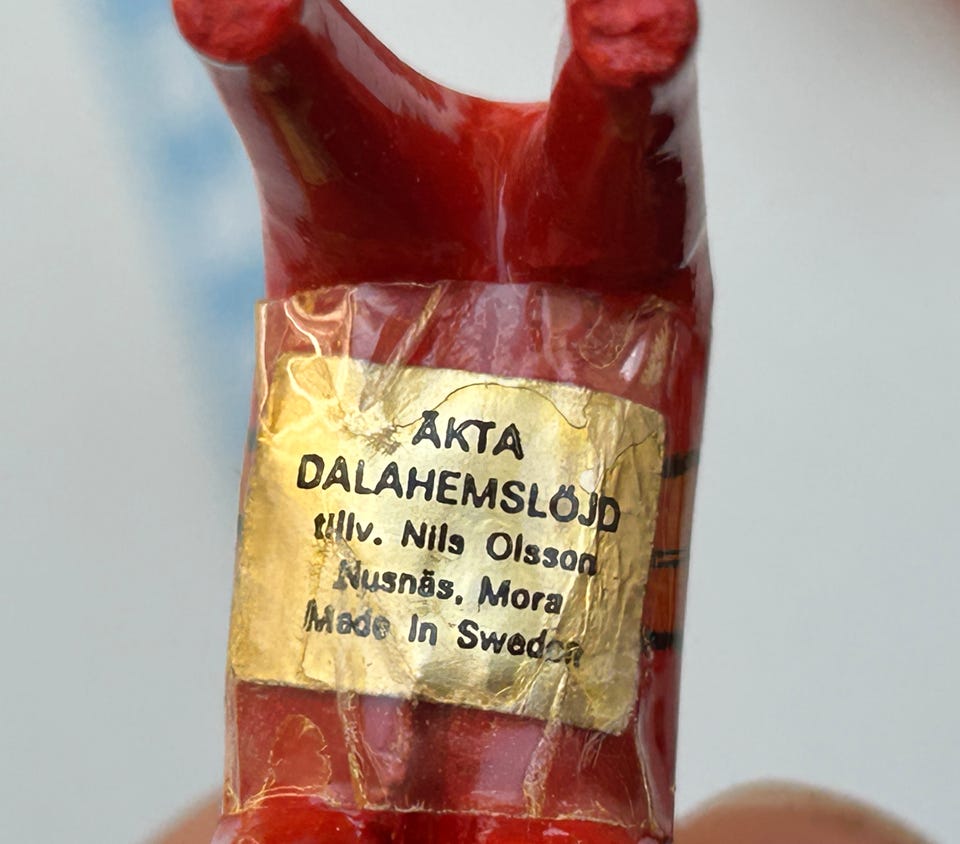 ÄKTA
DALAHEMSLÖJD
tillv. Nils Olsson
Nusnäs, Mora
Made in Sweden